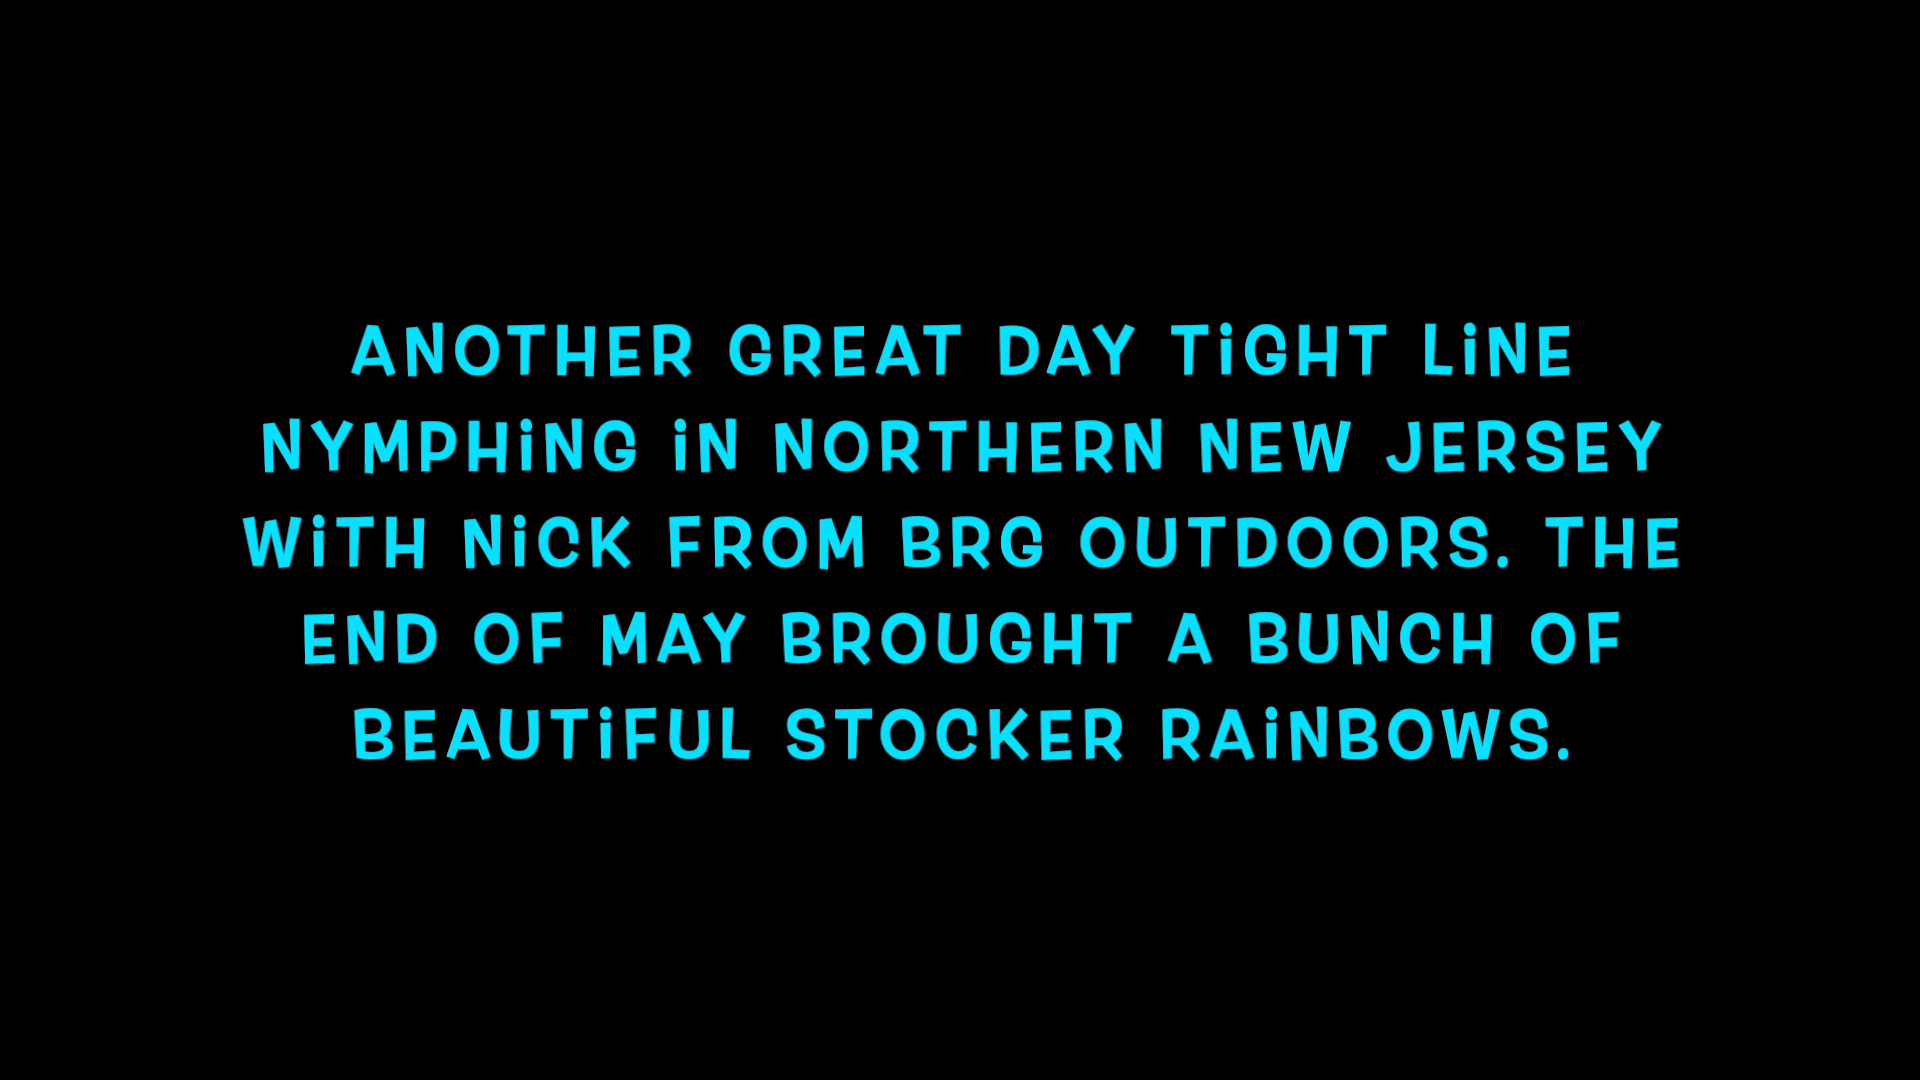 ANOTHER GREAT DAY TiGHT LiNE
NYMPHiNG iN NORTHERN NEW JERSEY
WiTH NiCK FROM BRG OUTDOORS. THE
END OF MAY BROUGHT A BUNCH OF
BEAUTiFUL STOCKER RAiNBOWS.